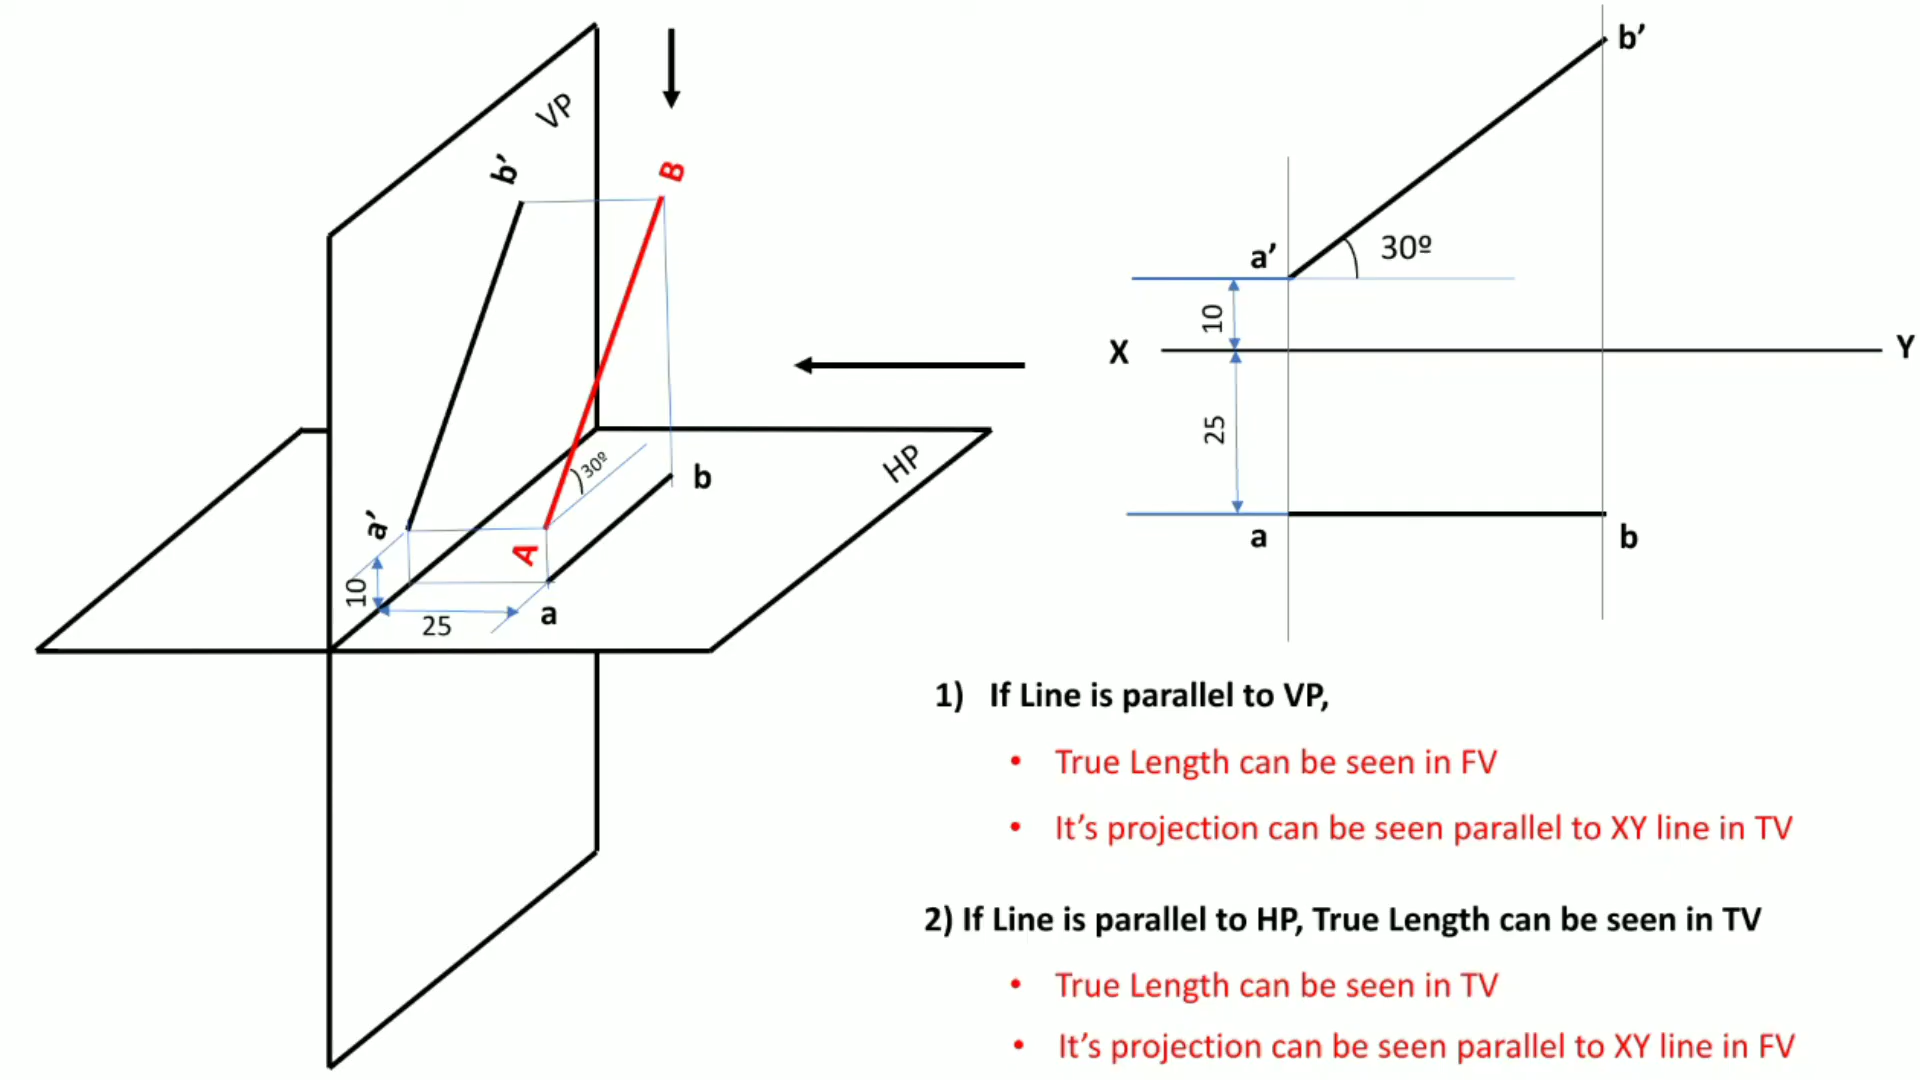 VP
b’
B
30º
HP
b
a’
A
10
25
a
b’
a’
30º
10
X
Y
25
a
b
1) If Line is parallel to VP,
• True Length can be seen in FV
• It’s projection can be seen parallel to XY line in TV
2) If Line is parallel to HP, True Length can be seen in TV
• True Length can be seen in TV
• It’s projection can be seen parallel to XY line in FV